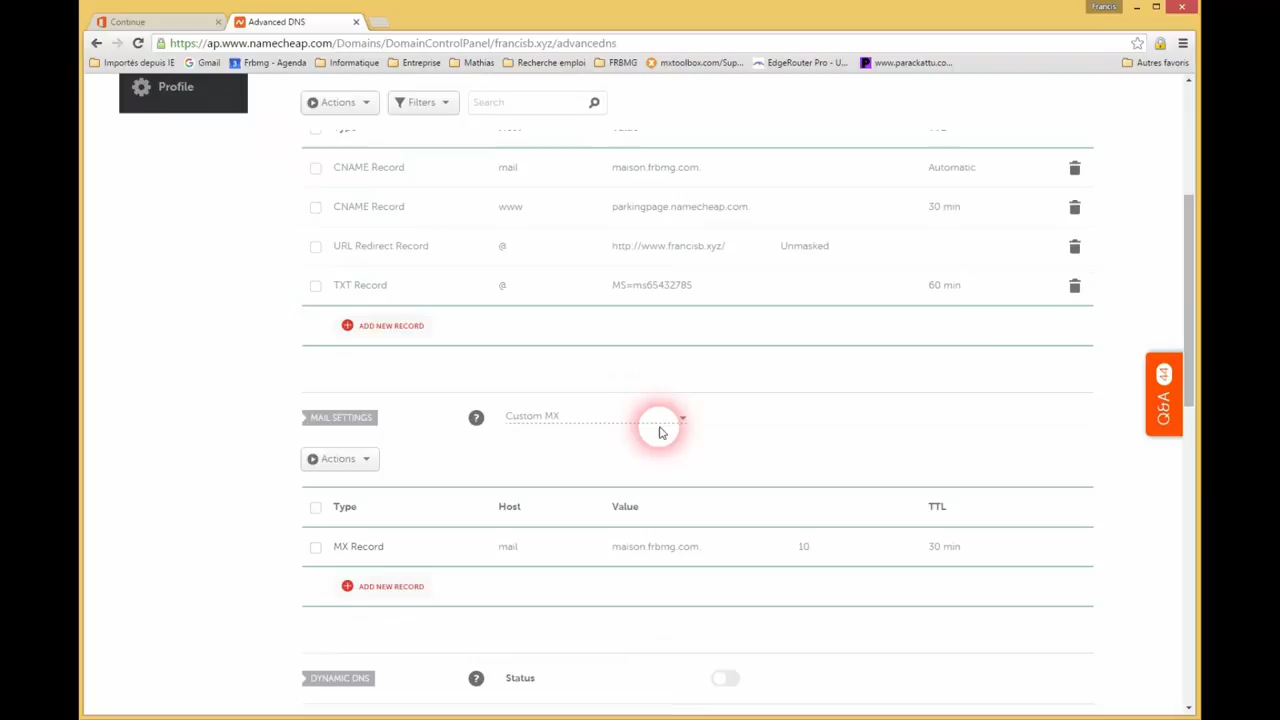 Francis
Continue
Advanced DNS
https://ap.www.namecheap.com/Domains/DomainControlPanel/francisb.xyz/advancedns
Importés depuis IE Gmail Frbmg - Agenda Informatique Entreprise Mathias Recherche emploi FRBMG mxtoolbox.com/Sup... EdgeRouter Pro - U... www.parackattu.co... Autres favoris
Profile
Actions Filters Search
Type Host Value TTL
CNAME Record mail maison.frbmg.com. Automatic
CNAME Record www parkingpage.namecheap.com. 30 min
URL Redirect Record @ http://www.francisb.xyz/ Unmasked
TXT Record @ MS=ms65432785 60 min
ADD NEW RECORD
Q&A 44
MAIL SETTINGS ? Custom MX
Actions
Type Host Value TTL
MX Record mail maison.frbmg.com. 10 30 min
ADD NEW RECORD
DYNAMIC DNS ? Status